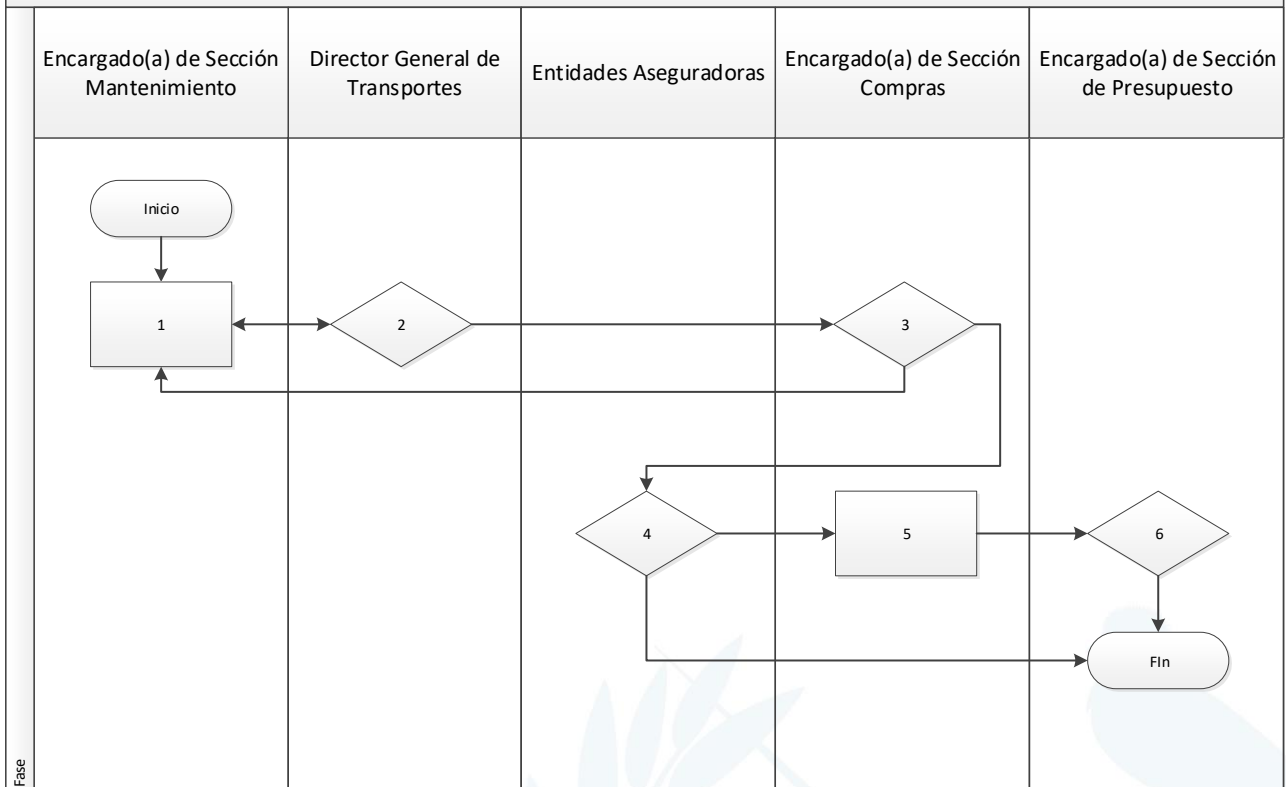 Encargado(a) de Sección
Mantenimiento
Director General de
Transportes
Entidades Aseguradoras
Encargado(a) de Sección
Compras
Encargado(a) de Sección
de Presupuesto
Inicio
1
2
3
4
5
6
FIn
Fase